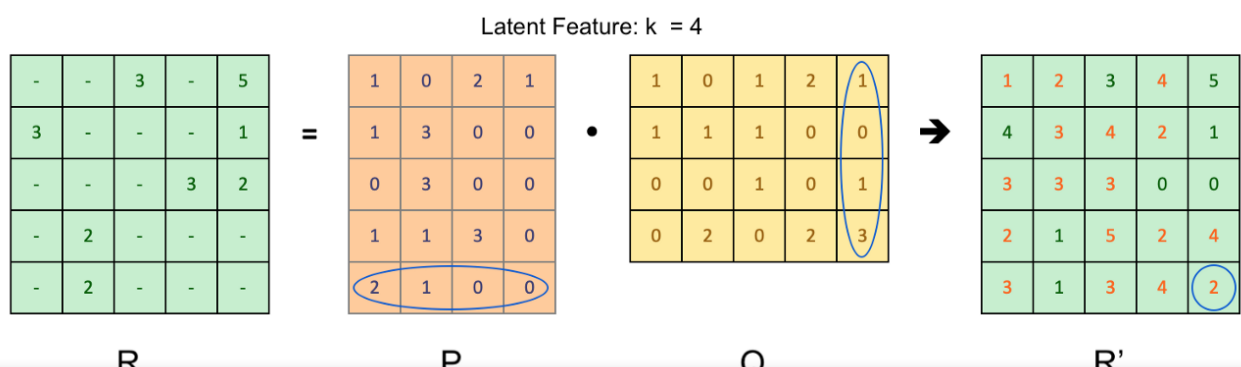 Latent Feature: k = 4
- - 3 - 5 1 0 2 1 1 0 1 2 1 1 2 3 4 5
3 - - - 1 = 1 3 0 0 • 1 1 1 0 0 ➔ 4 3 4 2 1
- - - 3 2 0 3 0 0 0 0 1 0 1 3 3 3 0 0
- 2 - - - 1 1 3 0 0 2 0 2 3 2 1 5 2 4
- 2 - - - 2 1 0 0 3 1 3 4 2
R P Q R’